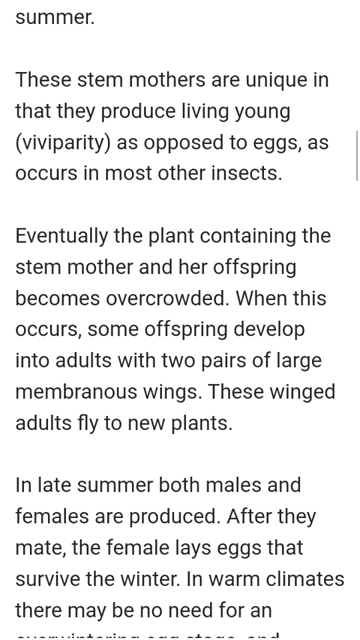 summer.
These stem mothers are unique in
that they produce living young
(viviparity) as opposed to eggs, as
occurs in most other insects.
Eventually the plant containing the
stem mother and her offspring
becomes overcrowded. When this
occurs, some offspring develop
into adults with two pairs of large
membranous wings. These winged
adults fly to new plants.
In late summer both males and
females are produced. After they
mate, the female lays eggs that
survive the winter. In warm climates
there may be no need for an
overwintering egg stage, and